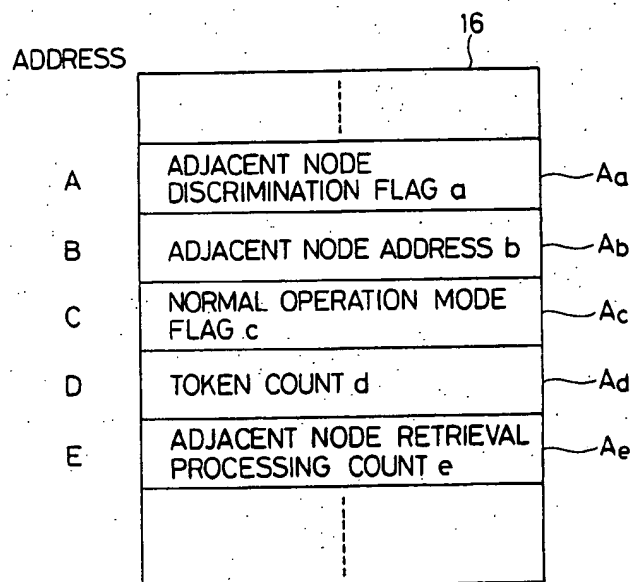 16
ADDRESS
A ADJACENT NODE DISCRIMINATION FLAG a Aa
B ADJACENT NODE ADDRESS b Ab
C NORMAL OPERATION MODE FLAG c Ac
D TOKEN COUNT d Ad
E ADJACENT NODE RETRIEVAL PROCESSING COUNT e Ae